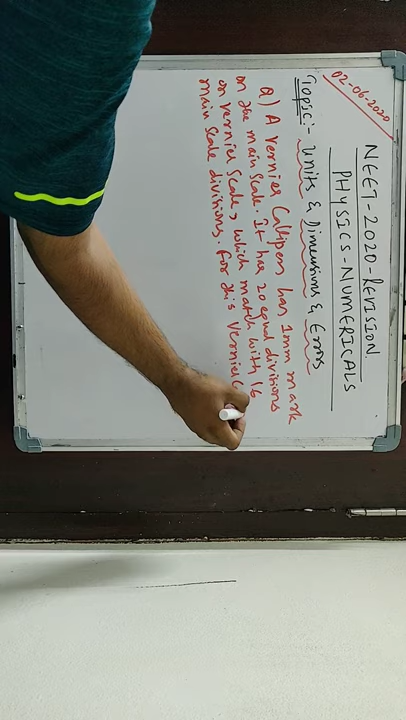 02-06-2020
NEET-2020-REVISION
PHYSICS-NUMERICALS
Topic:- Units & Dimensions & Errors
Q) A Vernier Calipers has 1mm mark
on the main scale. It has 20 equal divisions
on vernier scale, which match with 16
main scale divisions. For this Vernier C